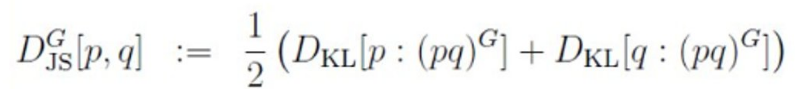 D^G_JS[p, q] := 1/2 (D_KL[p : (pq)^G] + D_KL[q : (pq)^G])